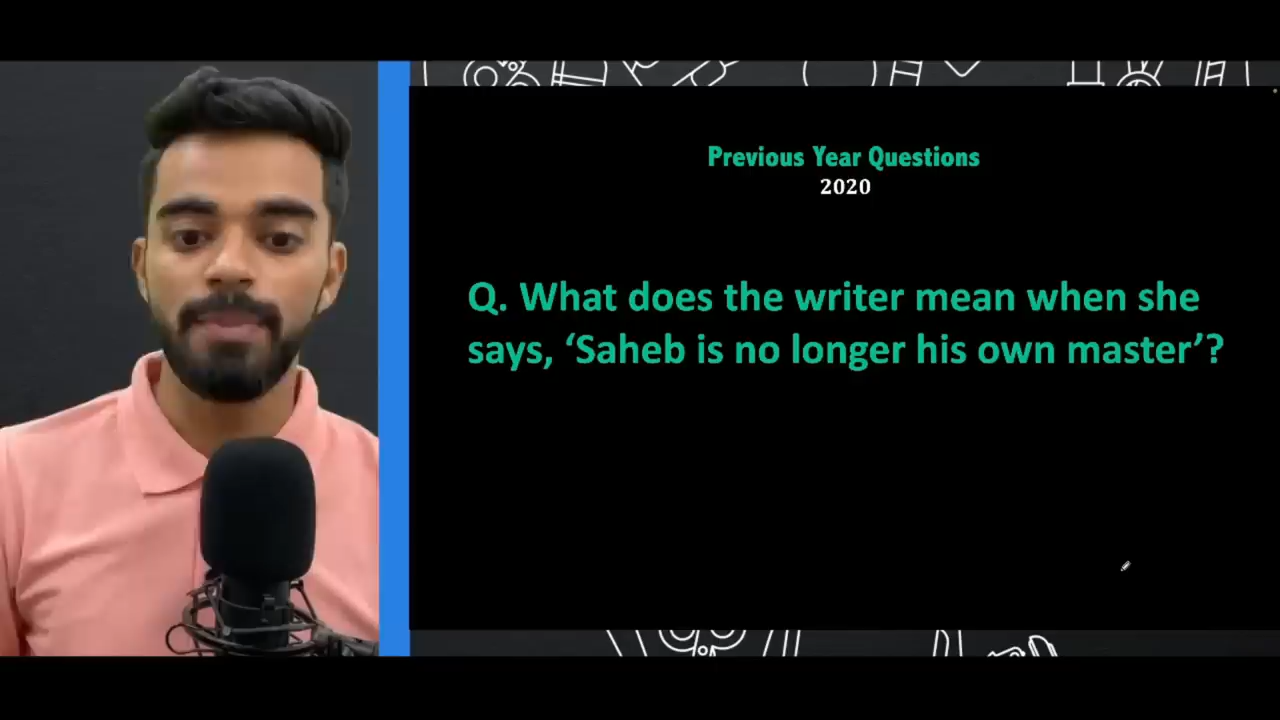 Previous Year Questions
2020
Q. What does the writer mean when she
says, ‘Saheb is no longer his own master’?